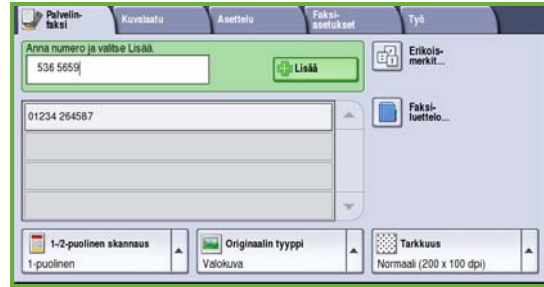 Palvelin-
faksi
Kuvalaatu
Asettelu
Faksi-
asetukset
Työ
Anna numero ja valitse Lisää.
536 5659
Lisää
Erikois-
merkit...
01234 264587
Faksi-
luettelo...
1-/2-puolinen skannaus
1-puolinen
Originaalin tyyppi
Valokuva
Tarkkuus
Normaali (200 x 100 dpi)